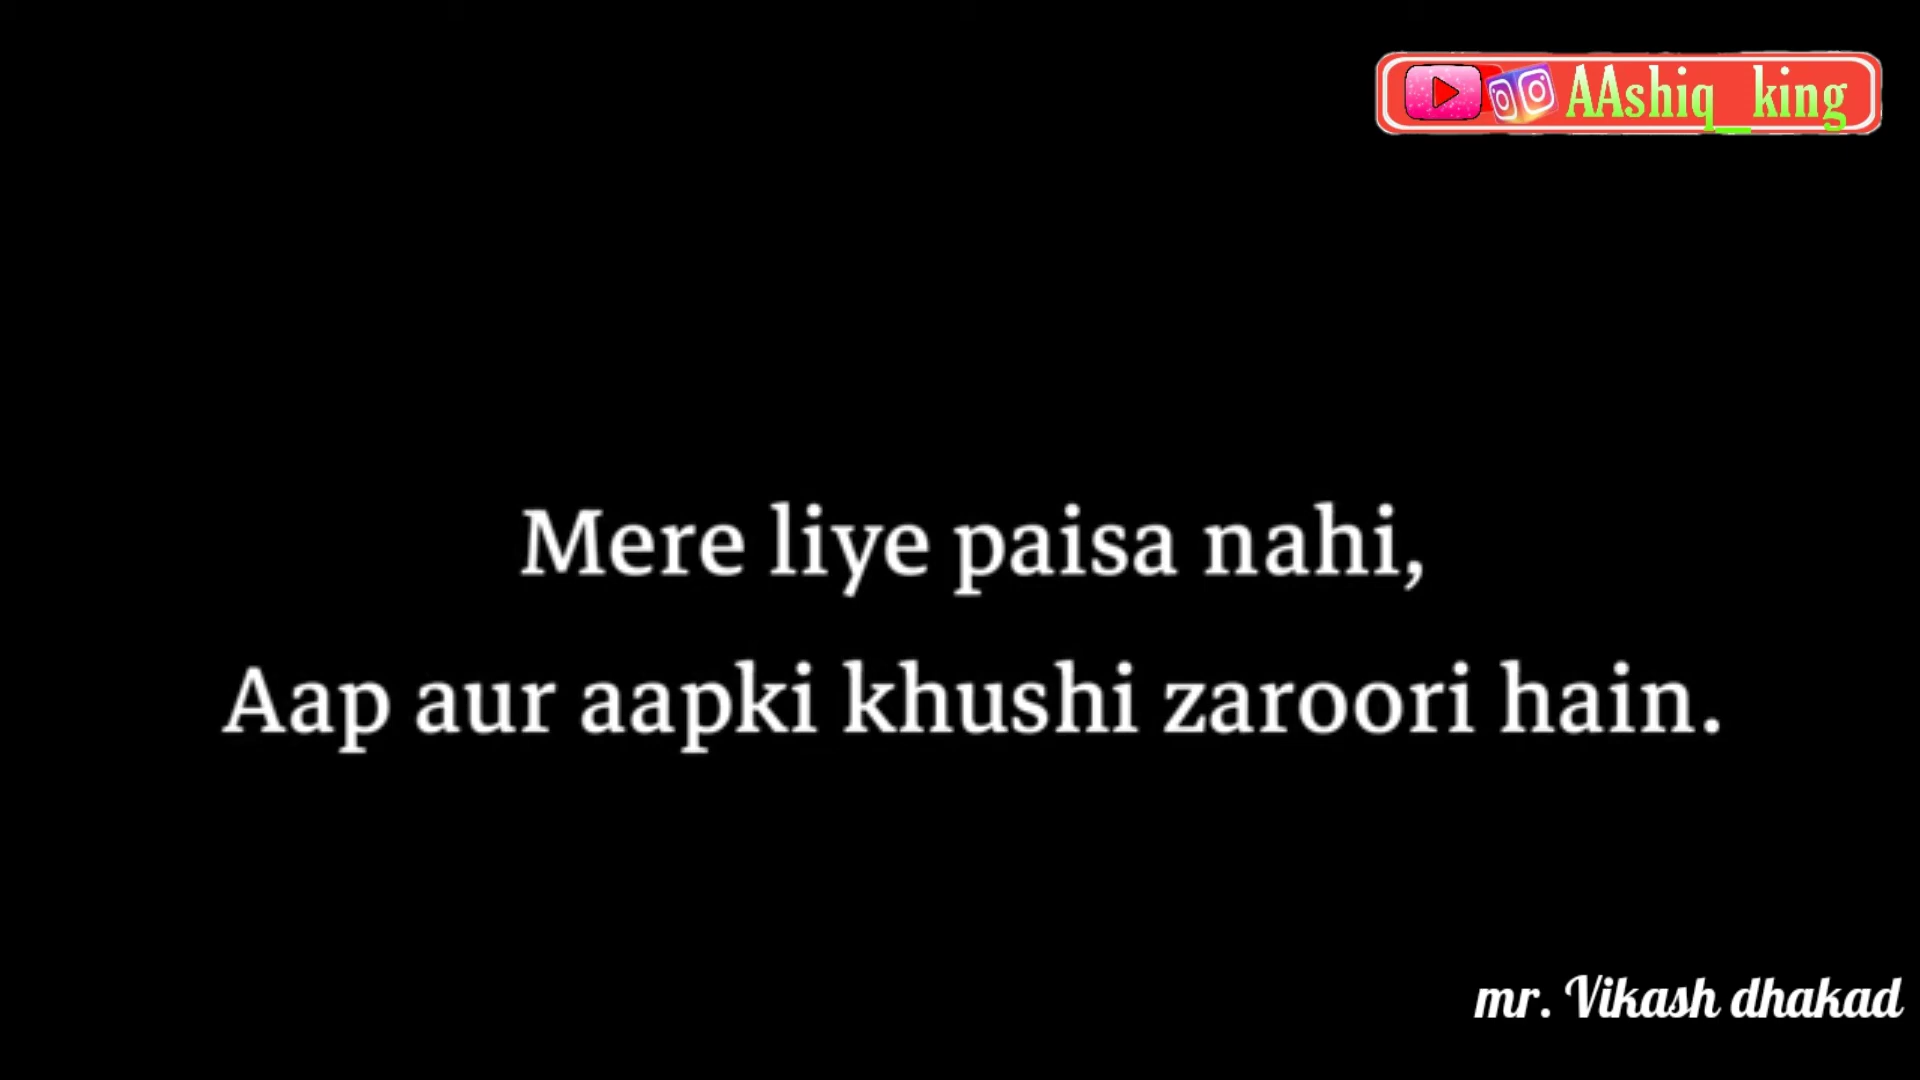 AAshiq_king
Mere liye paisa nahi,
Aap aur aapki khushi zaroori hain.
mr. Vikash dhakad